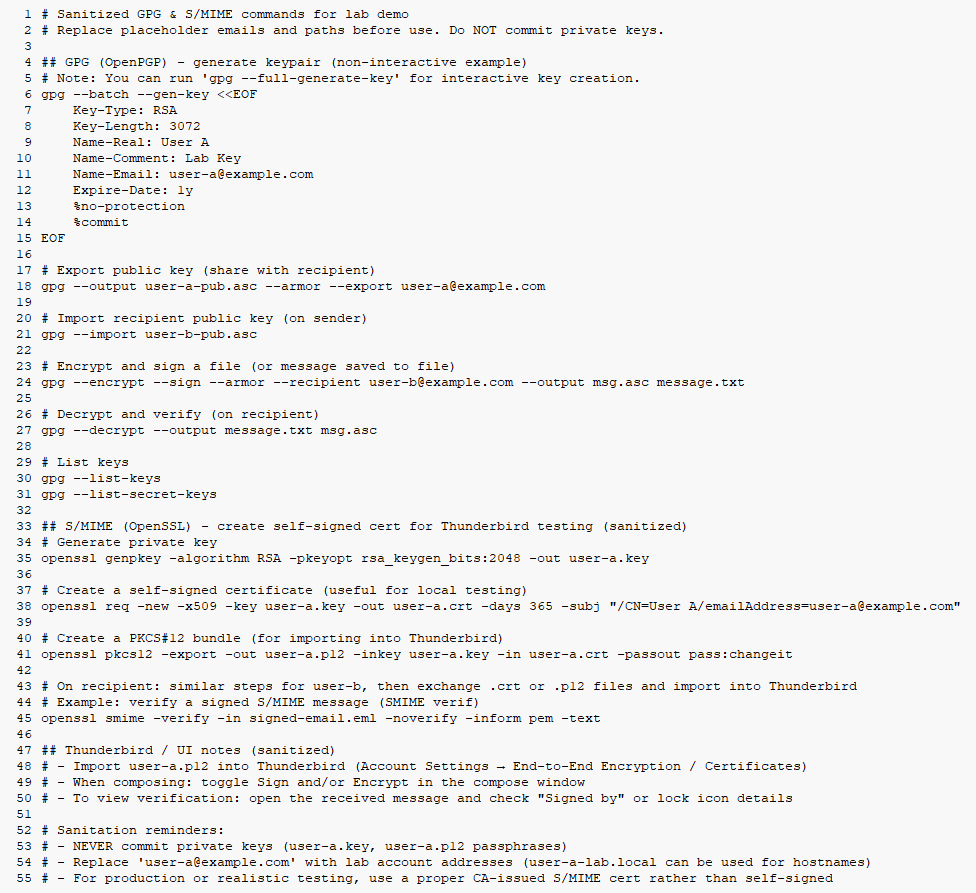 1 # Sanitized GPG & S/MIME commands for lab demo
2 # Replace placeholder emails and paths before use. Do NOT commit private keys.
3
4 ## GPG (OpenPGP) - generate keypair (non-interactive example)
5 # Note: You can run 'gpg --full-generate-key' for interactive key creation.
6 gpg --batch --gen-key <<EOF
7     Key-Type: RSA
8     Key-Length: 3072
9     Name-Real: User A
10     Name-Comment: Lab Key
11     Name-Email: user-a@example.com
12     Expire-Date: 1y
13     %no-protection
14     %commit
15 EOF
16
17 # Export public key (share with recipient)
18 gpg --output user-a-pub.asc --armor --export user-a@example.com
19
20 # Import recipient public key (on sender)
21 gpg --import user-b-pub.asc
22
23 # Encrypt and sign a file (or message saved to file)
24 gpg --encrypt --sign --armor --recipient user-b@example.com --output msg.asc message.txt
25
26 # Decrypt and verify (on recipient)
27 gpg --decrypt --output message.txt msg.asc
28
29 # List keys
30 gpg --list-keys
31 gpg --list-secret-keys
32
33 ## S/MIME (OpenSSL) - create self-signed cert for Thunderbird testing (sanitized)
34 # Generate private key
35 openssl genpkey -algorithm RSA -pkeyopt rsa_keygen_bits:2048 -out user-a.key
36
37 # Create a self-signed certificate (useful for local testing)
38 openssl req -new -x509 -key user-a.key -out user-a.crt -days 365 -subj "/CN=User A/emailAddress=user-a@example.com"
39
40 # Create a PKCS#12 bundle (for importing into Thunderbird)
41 openssl pkcs12 -export -out user-a.p12 -inkey user-a.key -in user-a.crt -passout pass:changeit
42
43 # On recipient: similar steps for user-b, then exchange .crt or .p12 files and import into Thunderbird
44 # Example: verify a signed S/MIME message (SMIME verif)
45 openssl smime -verify -in signed-email.eml -noverify -inform pem -text
46
47 ## Thunderbird / UI notes (sanitized)
48 # - Import user-a.p12 into Thunderbird (Account Settings → End-to-End Encryption / Certificates)
49 # - When composing: toggle Sign and/or Encrypt in the compose window
50 # - To view verification: open the received message and check "Signed by" or lock icon details
51
52 # Sanitation reminders:
53 # - NEVER commit private keys (user-a.key, user-a.p12 passphrases)
54 # - Replace 'user-a@example.com' with lab account addresses (user-a-lab.local can be used for hostnames)
55 # - For production or realistic testing, use a proper CA-issued S/MIME cert rather than self-signed